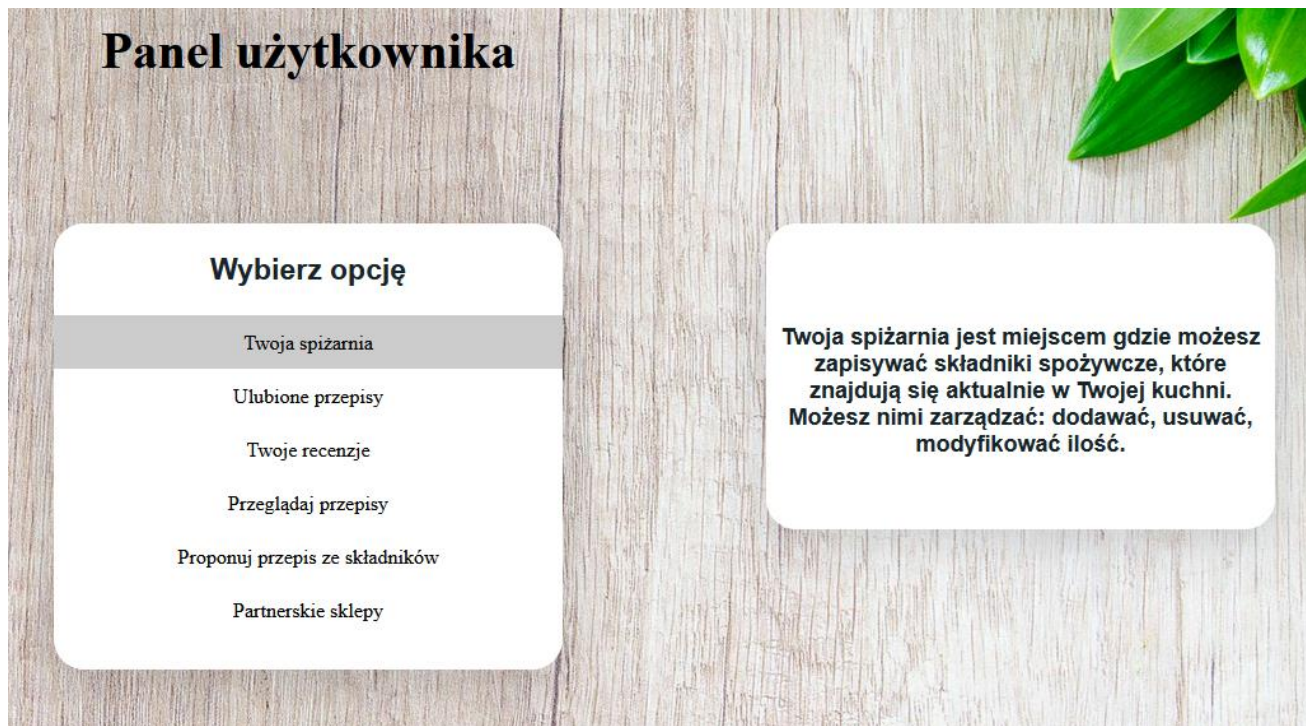 Panel użytkownika
Wybierz opcję
Twoja spiżarnia
Ulubione przepisy
Twoje recenzje
Przeglądaj przepisy
Proponuj przepis ze składników
Partnerskie sklepy
Twoja spiżarnia jest miejscem gdzie możesz
zapisywać składniki spożywcze, które
znajdują się aktualnie w Twojej kuchni.
Możesz nimi zarządzać: dodawać, usuwać,
modyfikować ilość.